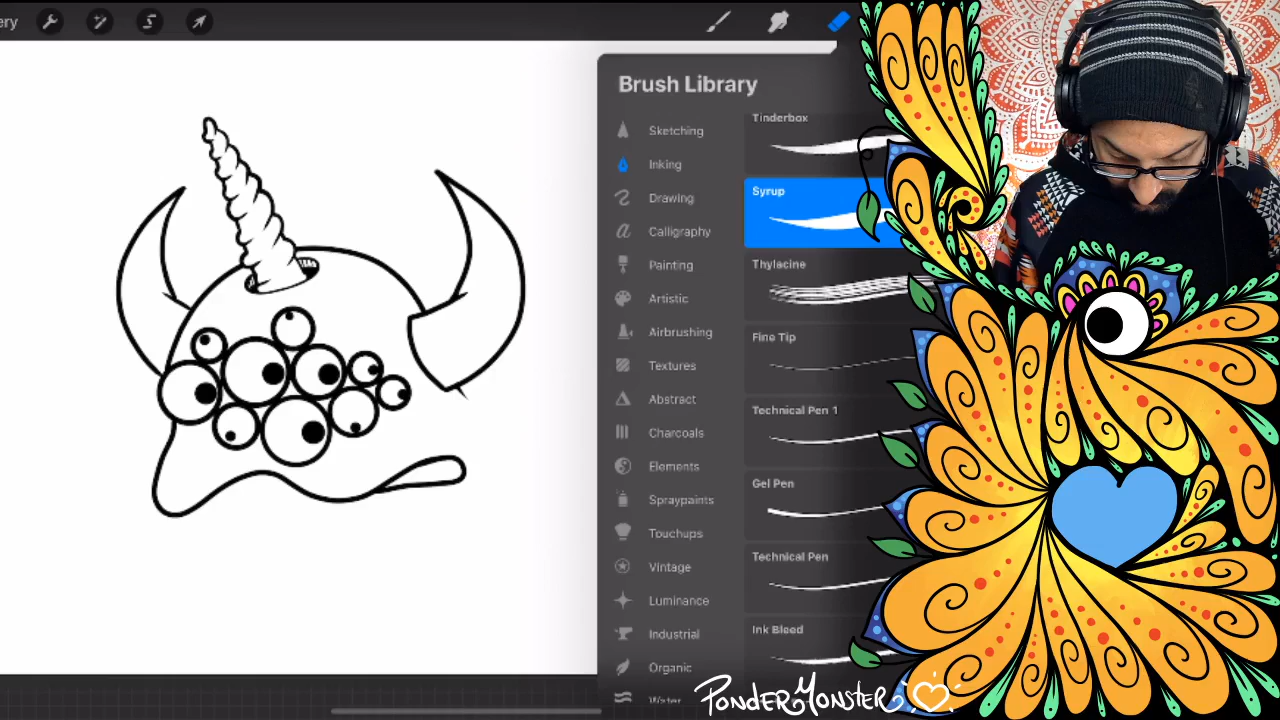 ery
Brush Library
Sketching
Inking
Drawing
Calligraphy
Painting
Artistic
Airbrushing
Textures
Abstract
Charcoals
Elements
Spraypaints
Touchups
Vintage
Luminance
Industrial
Organic
Water
Tinderbox
Syrup
Thylacine
Fine Tip
Technical Pen 1
Gel Pen
Technical Pen
Ink Bleed
PonderMonster